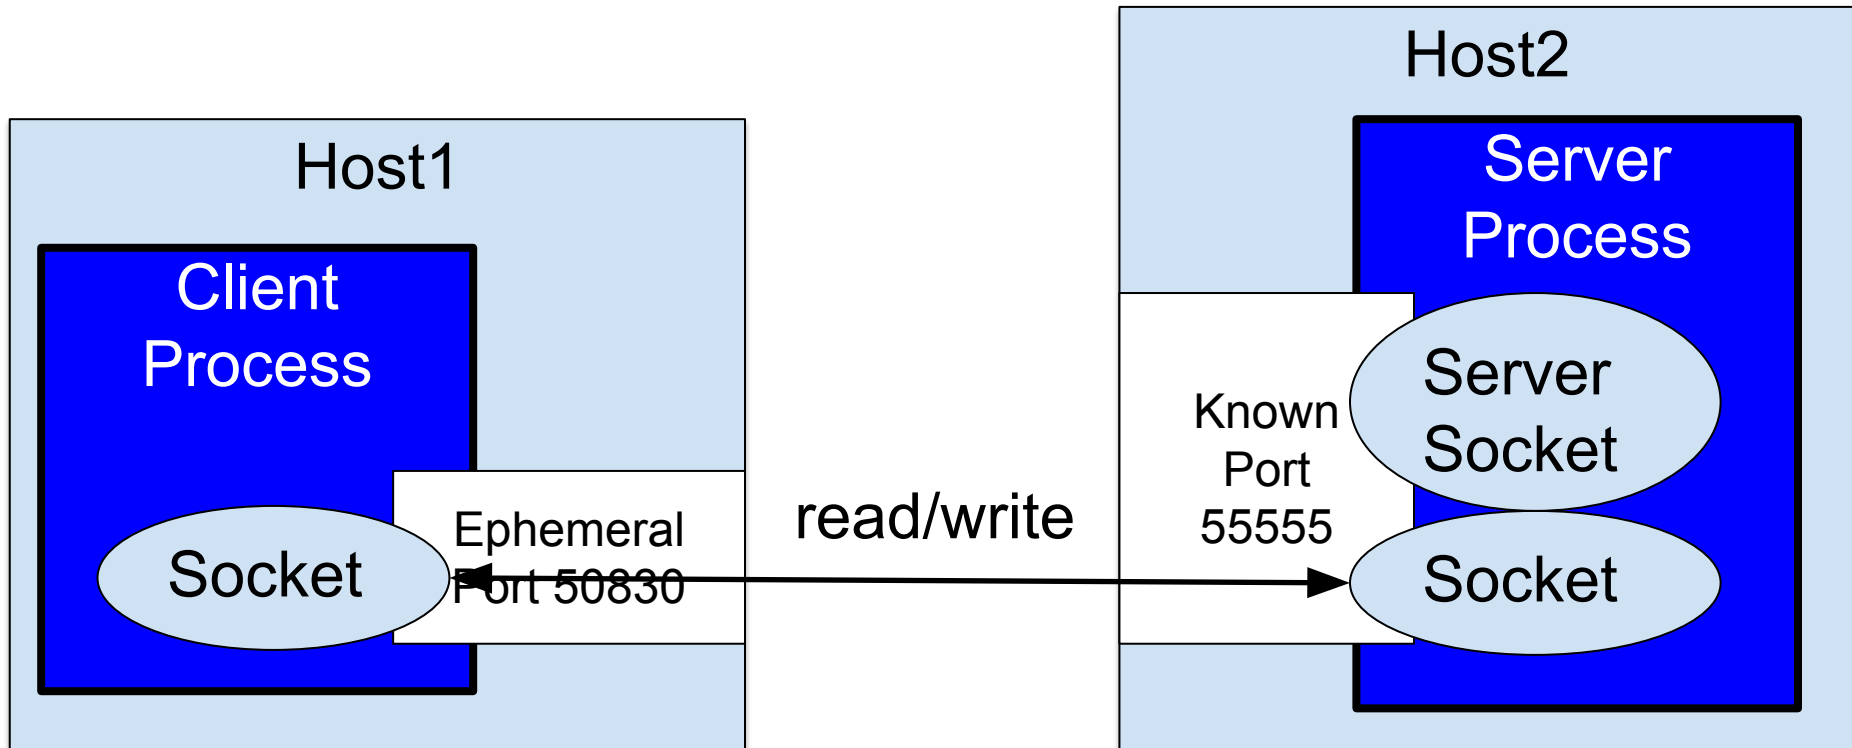 Host1
Client
Process
Socket
Ephemeral
Port 50830
read/write
Host2
Server
Process
Known
Port
55555
Server
Socket
Socket